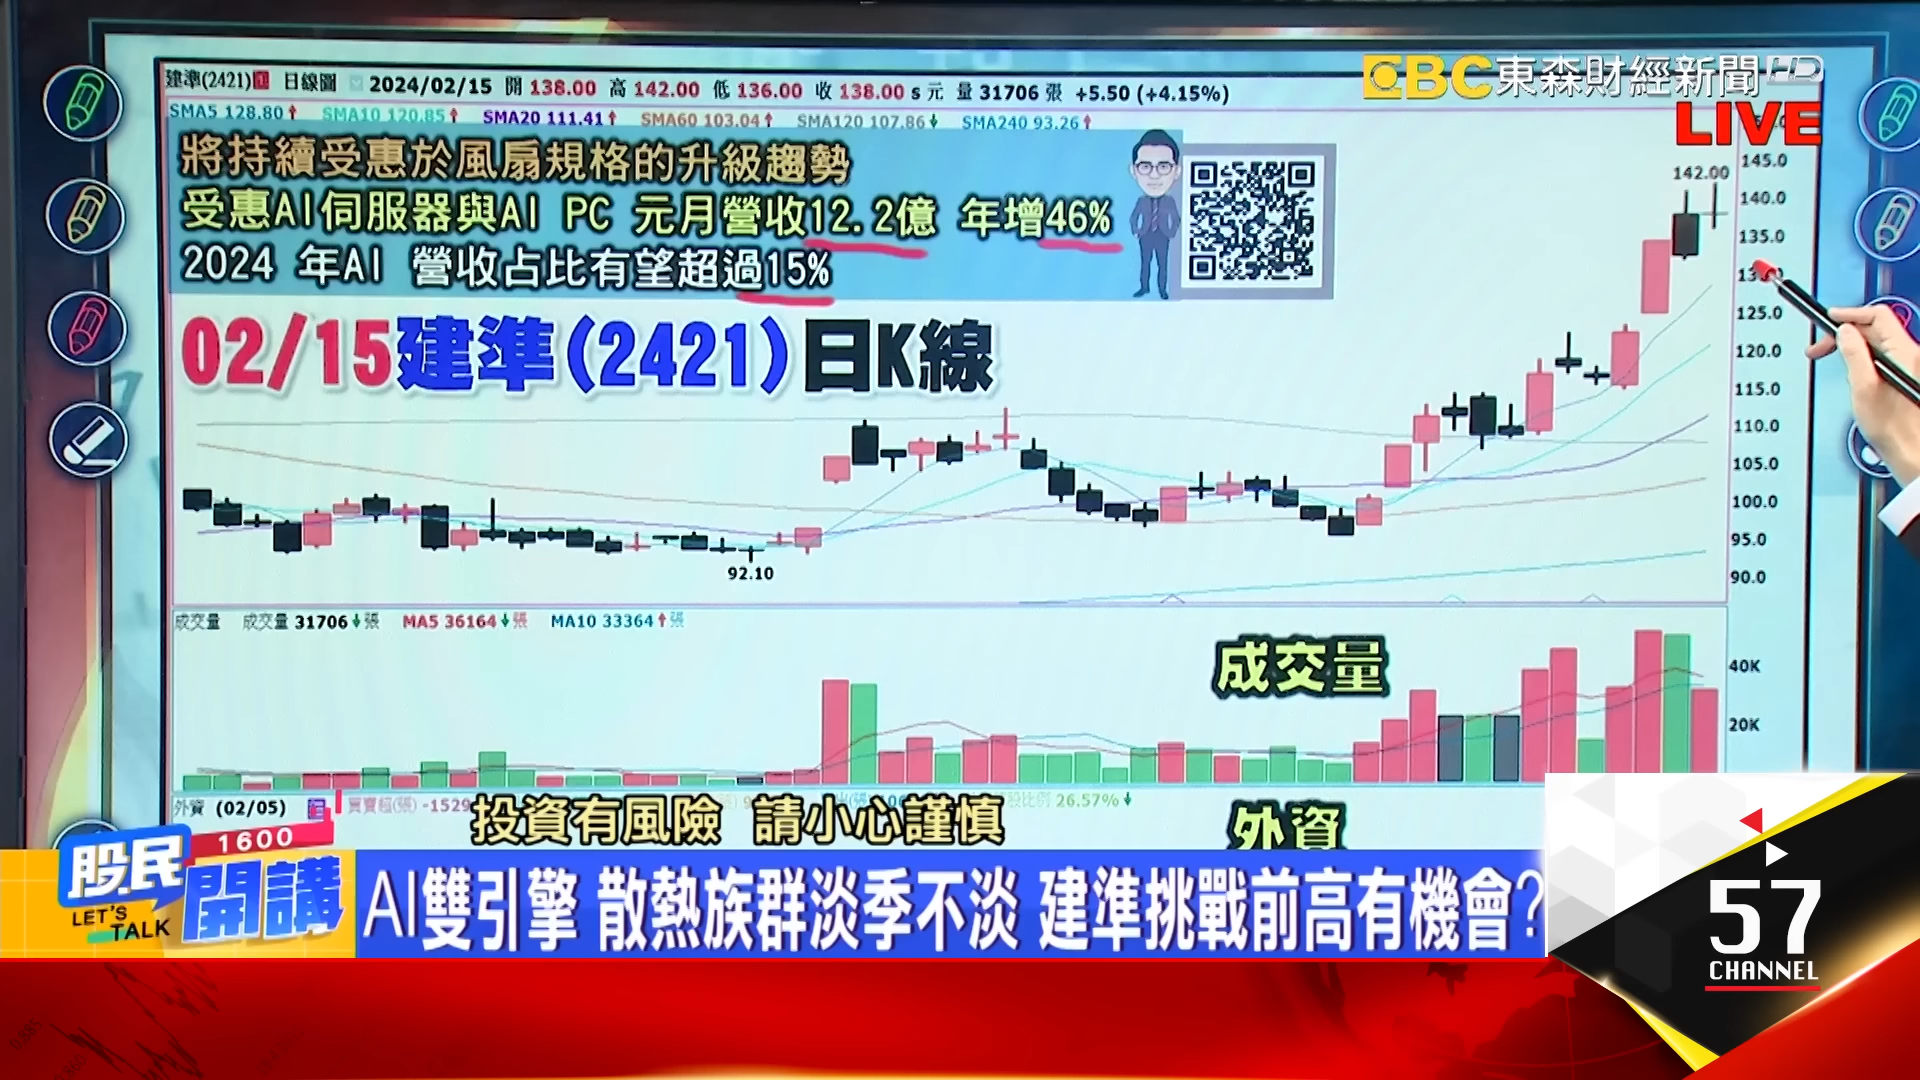 建準(2421) 日線圖 2024/02/15 開 138.00 高 142.00 低 136.00 收 138.00 s 元 量 31706 張 +5.50 (+4.15%)
EBC東森財經新聞HD
LIVE
SMA5 128.80↑ SMA10 120.85↑ SMA20 111.41↑ SMA60 103.04↑ SMA120 107.86↓ SMA240 93.26↑
將持續受惠於風扇規格的升級趨勢
受惠AI伺服器與AI PC 元月營收12.2億 年增46%
2024 年AI 營收占比有望超過15%
02/15建準(2421)日K線
142.00
145.0
140.0
135.0
125.0
120.0
115.0
110.0
105.0
100.0
95.0
90.0
92.10
成交量 成交量 31706↓張 MA5 36164↓張 MA10 33364↑張
成交量
40K
20K
外資 (02/05) 買賣超(張) -1529
26.57%↓
投資有風險 請小心謹慎
外資
股民開講
1600
LET'S TALK
AI雙引擎 散熱族群淡季不淡 建準挑戰前高有機會?
57
CHANNEL